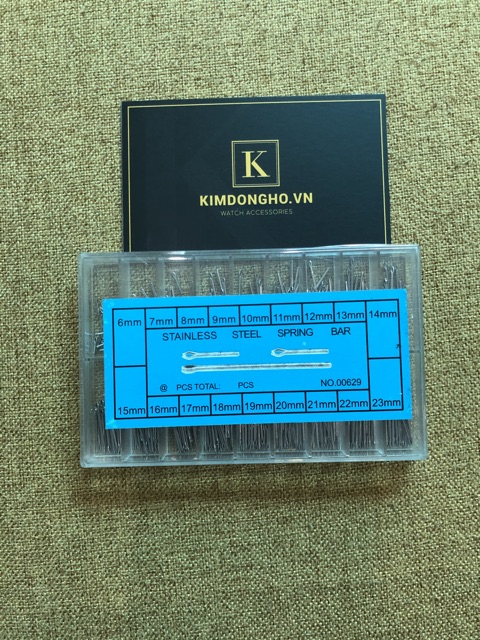 K
KIMDONGHO.VN
WATCH ACCESSORIES
6mm 7mm 8mm 9mm 10mm 11mm 12mm 13mm 14mm
STAINLESS STEEL SPRING BAR
@ PCS TOTAL: PCS NO.00629
15mm 16mm 17mm 18mm 19mm 20mm 21mm 22mm 23mm